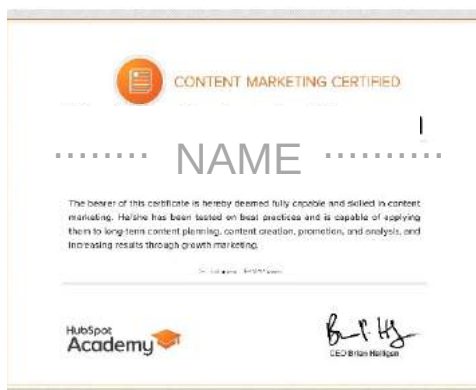 CONTENT MARKETING CERTIFIED
NAME
The bearer of this certificate is hereby deemed fully capable and skilled in content
marketing. He/she has been tested on best practices and is capable of applying
them to long-term content planning, content creation, promotion, and analysis, and
increasing results through growth marketing.
HubSpot
Academy
CEO Brian Halligan